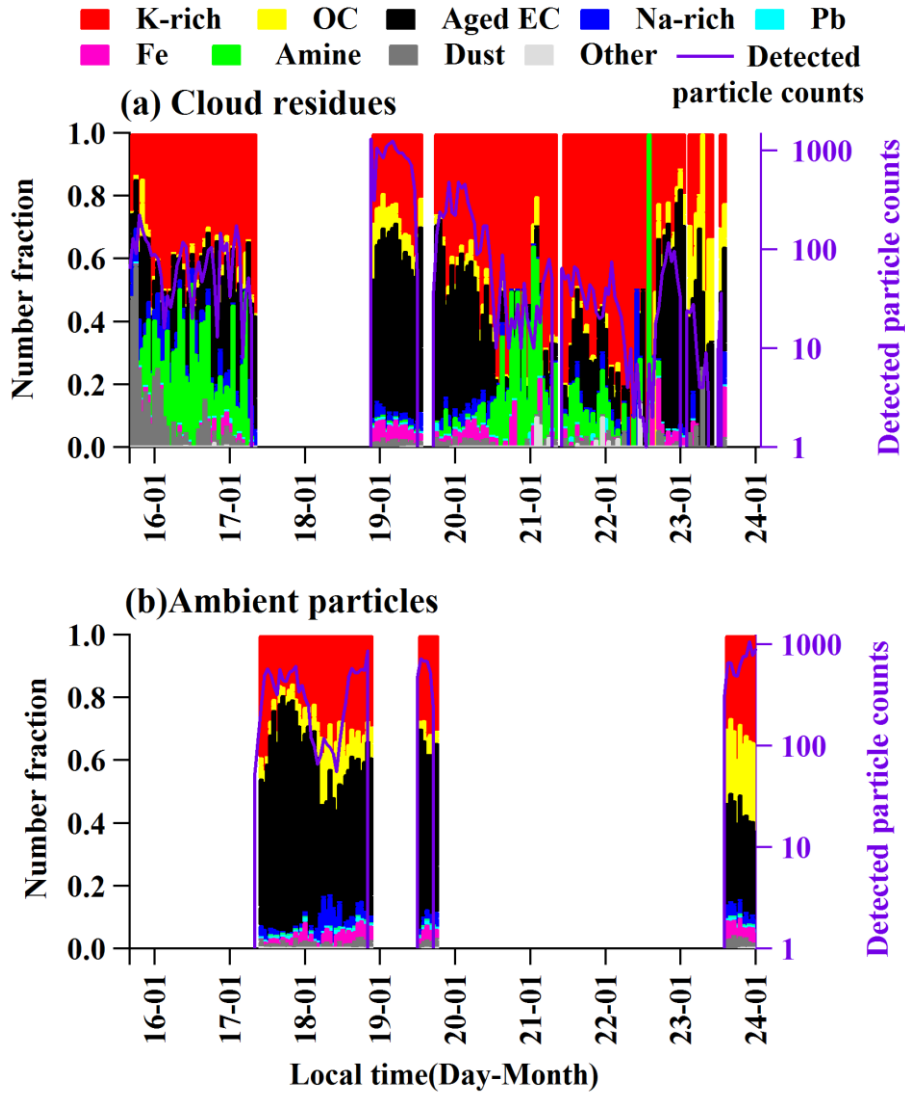 K-rich OC Aged EC Na-rich Pb
Fe Amine Dust Other Detected
particle counts
(a) Cloud residues
1.0
0.8
0.6
0.4
0.2
0.0
Number fraction
1000
100
10
1
Detected particle counts
16-01 17-01 18-01 19-01 20-01 21-01 22-01 23-01 24-01
(b)Ambient particles
1.0
0.8
0.6
0.4
0.2
0.0
Number fraction
1000
100
10
1
Detected particle counts
16-01 17-01 18-01 19-01 20-01 21-01 22-01 23-01 24-01
Local time(Day-Month)